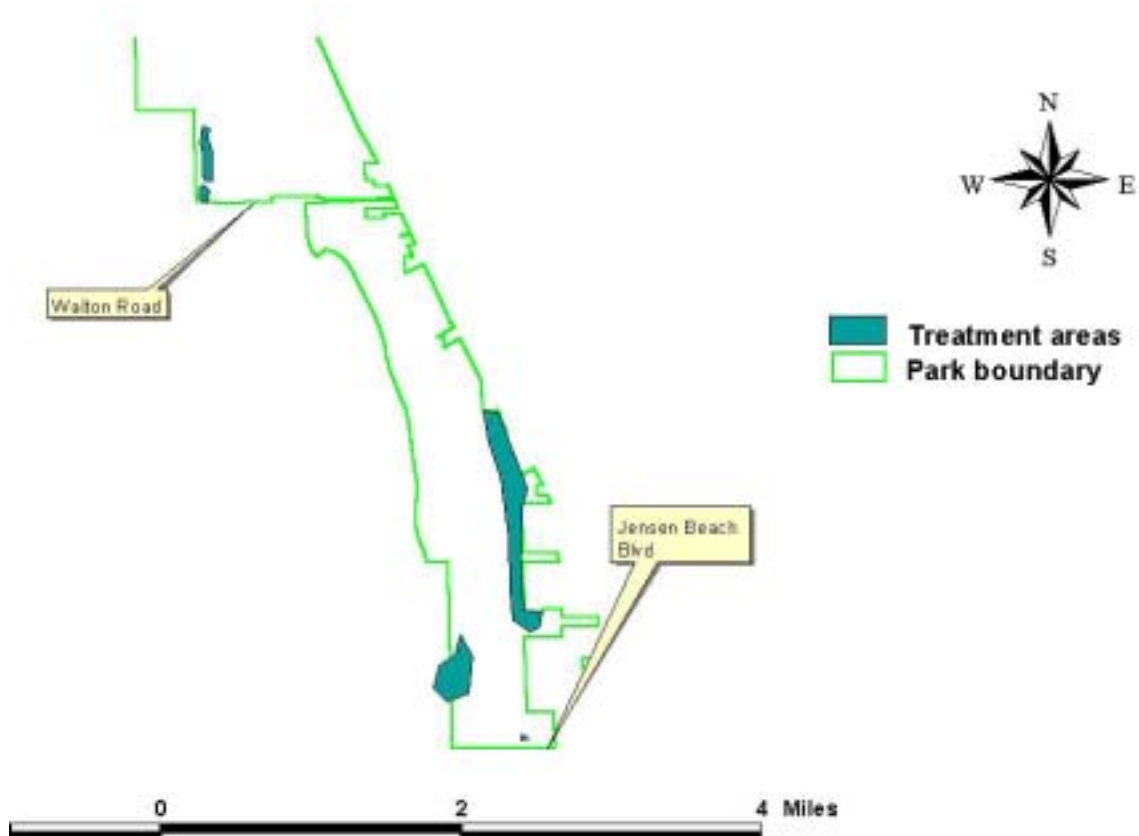 N
W
E
S
Walton Road
Treatment areas
Park boundary
Jensen Beach
Blvd
0 2 4 Miles